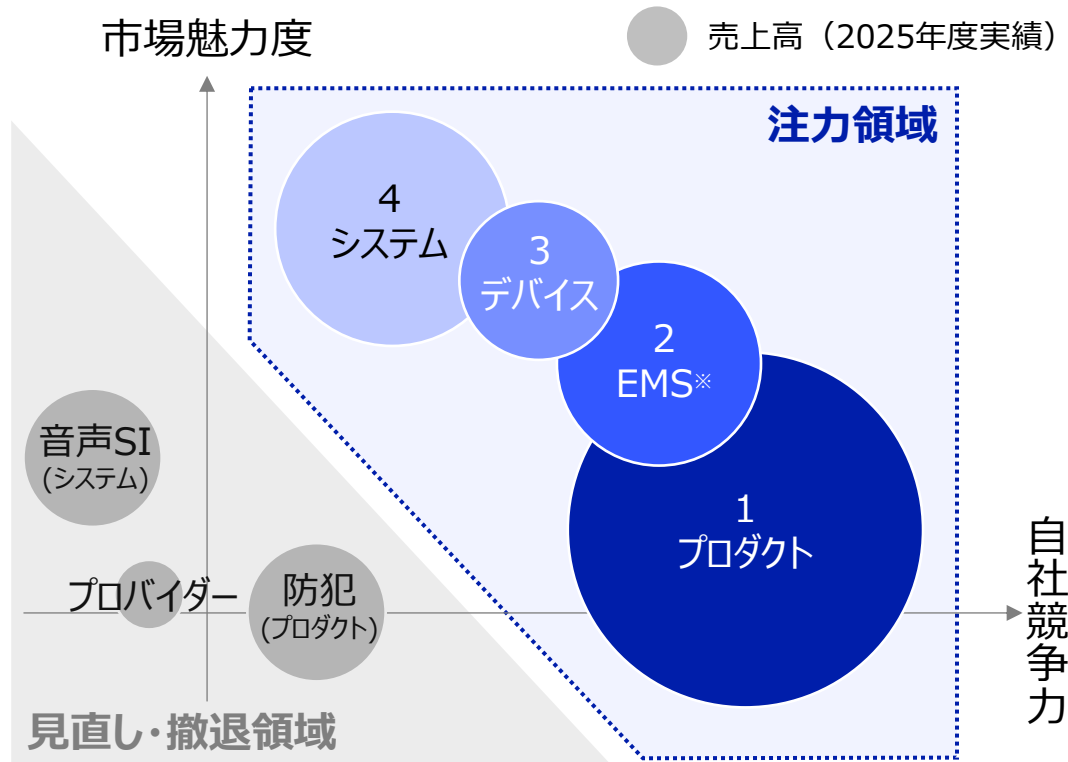 市場魅力度
売上高（2025年度実績）
注力領域
4
システム
3
デバイス
2
EMS※
1
プロダクト
音声SI
(システム)
プロバイダー
防犯
(プロダクト)
自社競争力
見直し・撤退領域